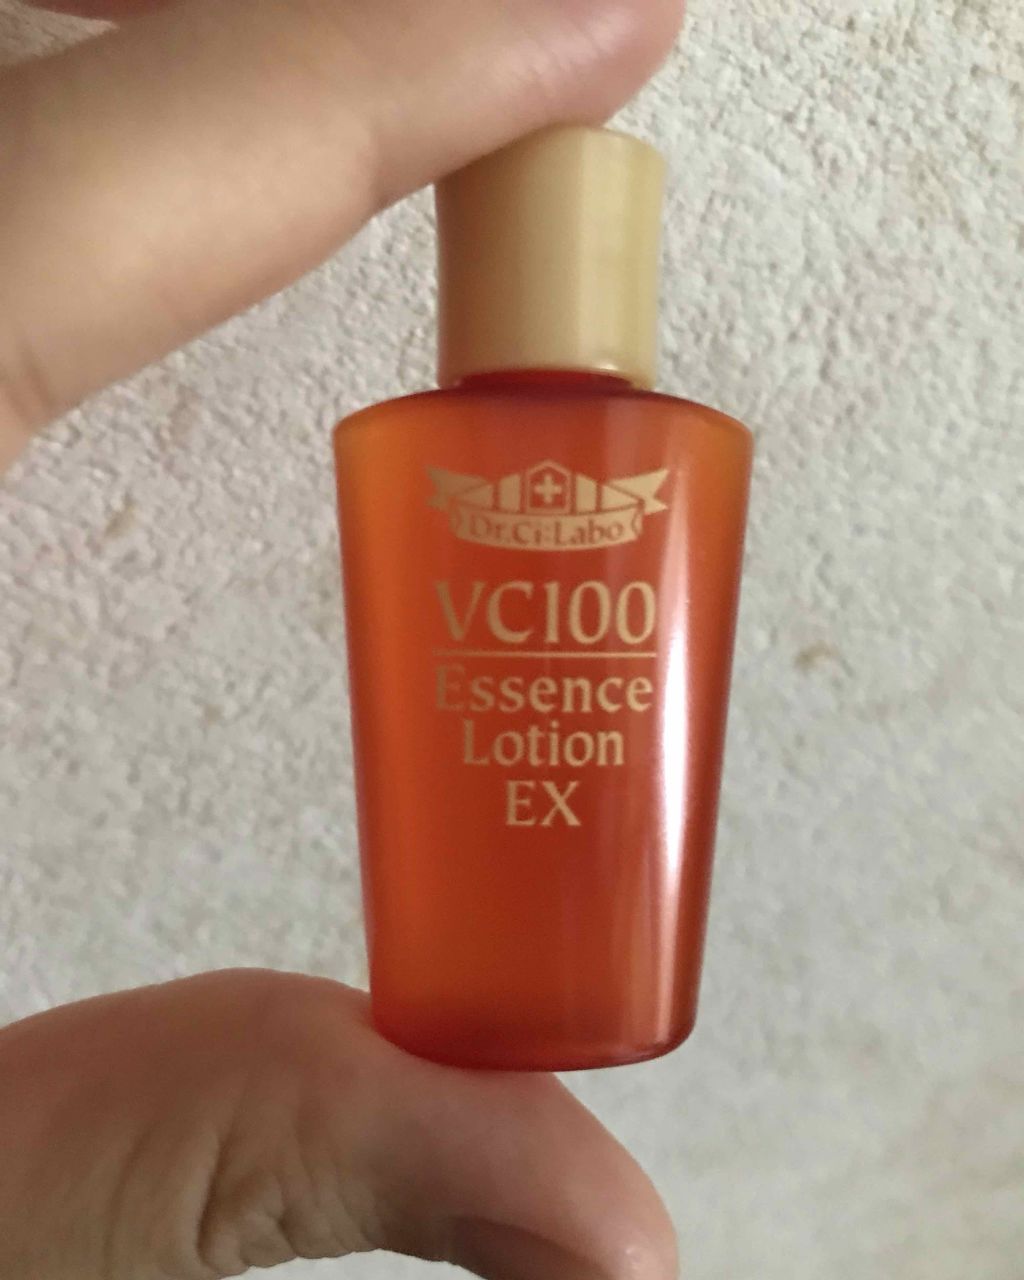 Dr.Ci:Labo
VC100
Essence
Lotion
EX